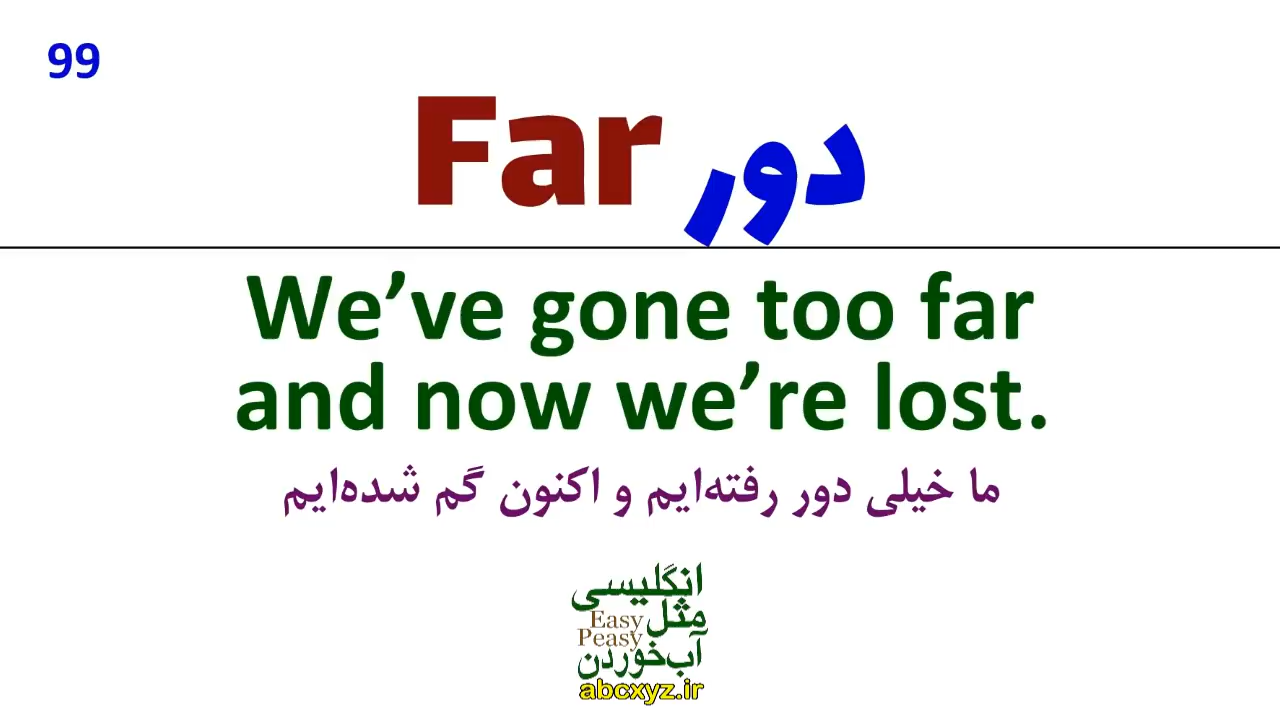 99
Far دور
We’ve gone too far
and now we’re lost.
ما خیلی دور رفته‌ایم و اکنون گم شده‌ایم
انگلیسی
مثل
Easy
Peasy
آب‌خوردن
abcxyz.ir